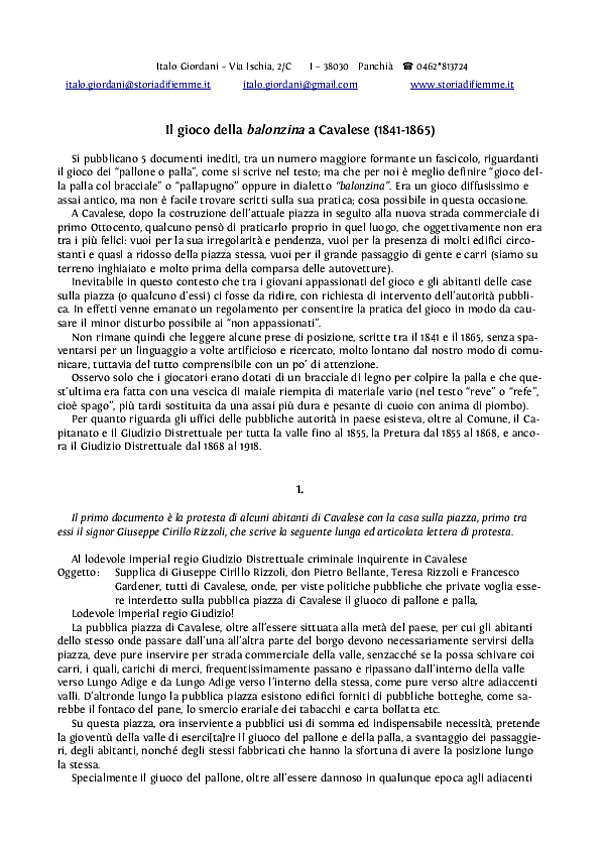 Italo Giordani – Via Ischia, 2/C I – 38030 Panchià ☎ 0462*813724
italo.giordani@storiadifiemme.it italo.giordani@gmail.com www.storiadifiemme.it
Il gioco della balonzina a Cavalese (1841-1865)
Si pubblicano 5 documenti inediti, tra un numero maggiore formante un fascicolo, riguardanti
il gioco dei "pallone o palla", come si scrive nel testo; ma che per noi è meglio definire "gioco del-
la palla col bracciale" o "pallapugno" oppure in dialetto "balonzina". Era un gioco diffusissimo e
assai antico, ma non è facile trovare scritti sulla sua pratica; cosa possibile in questa occasione.
A Cavalese, dopo la costruzione dell'attuale piazza in seguito alla nuova strada commerciale di
primo Ottocento, qualcuno pensò di praticarlo proprio in quel luogo, che oggettivamente non era
tra i più felici: vuoi per la sua irregolarità e pendenza, vuoi per la presenza di molti edifici circo-
stanti e quasi a ridosso della piazza stessa, vuoi per il grande passaggio di gente e carri (siamo su
terreno inghiaiato e molto prima della comparsa delle autovetture).
Inevitabile in questo contesto che tra i giovani appassionati del gioco e gli abitanti delle case
sulla piazza (o qualcuno d'essi) ci fosse da ridire, con richiesta di intervento dell'autorità pubbli-
ca. In effetti venne emanato un regolamento per consentire la pratica del gioco in modo da cau-
sare il minor disturbo possibile ai "non appassionati".
Non rimane quindi che leggere alcune prese di posizione, scritte tra il 1841 e il 1865, senza spa-
ventarsi per un linguaggio a volte artificioso e ricercato, molto lontano dal nostro modo di comu-
nicare, tuttavia del tutto comprensibile con un po' di attenzione.
Osservo solo che i giocatori erano dotati di un bracciale di legno per colpire la palla e che que-
st'ultima era fatta con una vescica di maiale riempita di materiale vario (nel testo "reve" o "refe",
cioè spago", più tardi sostituita da una assai più dura e pesante di cuoio con anima di piombo).
Per quanto riguarda gli uffici delle pubbliche autorità in paese esisteva, oltre al Comune, il Ca-
pitanato e il Giudizio Distrettuale per tutta la valle fino al 1855, la Pretura dal 1855 al 1868, e anco-
ra il Giudizio Distrettuale dal 1868 al 1918.
1.
Il primo documento è la protesta di alcuni abitanti di Cavalese con la casa sulla piazza, primo tra
essi il signor Giuseppe Cirillo Rizzoli, che scrive la seguente lunga ed articolata lettera di protesta.
Al lodevole imperial regio Giudizio Distrettuale criminale inquirente in Cavalese
Oggetto: Supplica di Giuseppe Cirillo Rizzoli, don Pietro Bellante, Teresa Rizzoli e Francesco
Gardener, tutti di Cavalese, onde, per viste politiche pubbliche che private voglia esse-
re interdetto sulla pubblica piazza di Cavalese il giuoco di pallone e palla,
Lodevole imperial regio Giudizio!
La pubblica piazza di Cavalese, oltre all'essere sittuata alla metà del paese, per cui gli abitanti
dello stesso onde passare dall'una all'altra parte del borgo devono necessariamente servirsi della
piazza, deve pure inservire per strada commerciale della valle, senzacché se la possa schivare coi
carri, i quali, carichi di merci, frequentissimamente passano e ripassano dall'interno della valle
verso Lungo Adige e da Lungo Adige verso l'interno della stessa, come pure verso altre adiacenti
valli. D'altronde lungo la pubblica piazza esistono edifici forniti di pubbliche botteghe, come sa-
rebbe il fontaco del pane, lo smercio erariale dei tabacchi e carta bollatta etc.
Su questa piazza, ora inserviente a pubblici usi di somma ed indispensabile necessità, pretende
la gioventù della valle di eserci[ta]re il giuoco del pallone e della palla, a svantaggio dei passaggie-
ri, degli abitanti, nonché degli stessi fabbricati che hanno la sfortuna di avere la posizione lungo
la stessa.
Specialmente il giuoco del pallone, oltre all'essere dannoso in qualunque epoca agli adiacenti